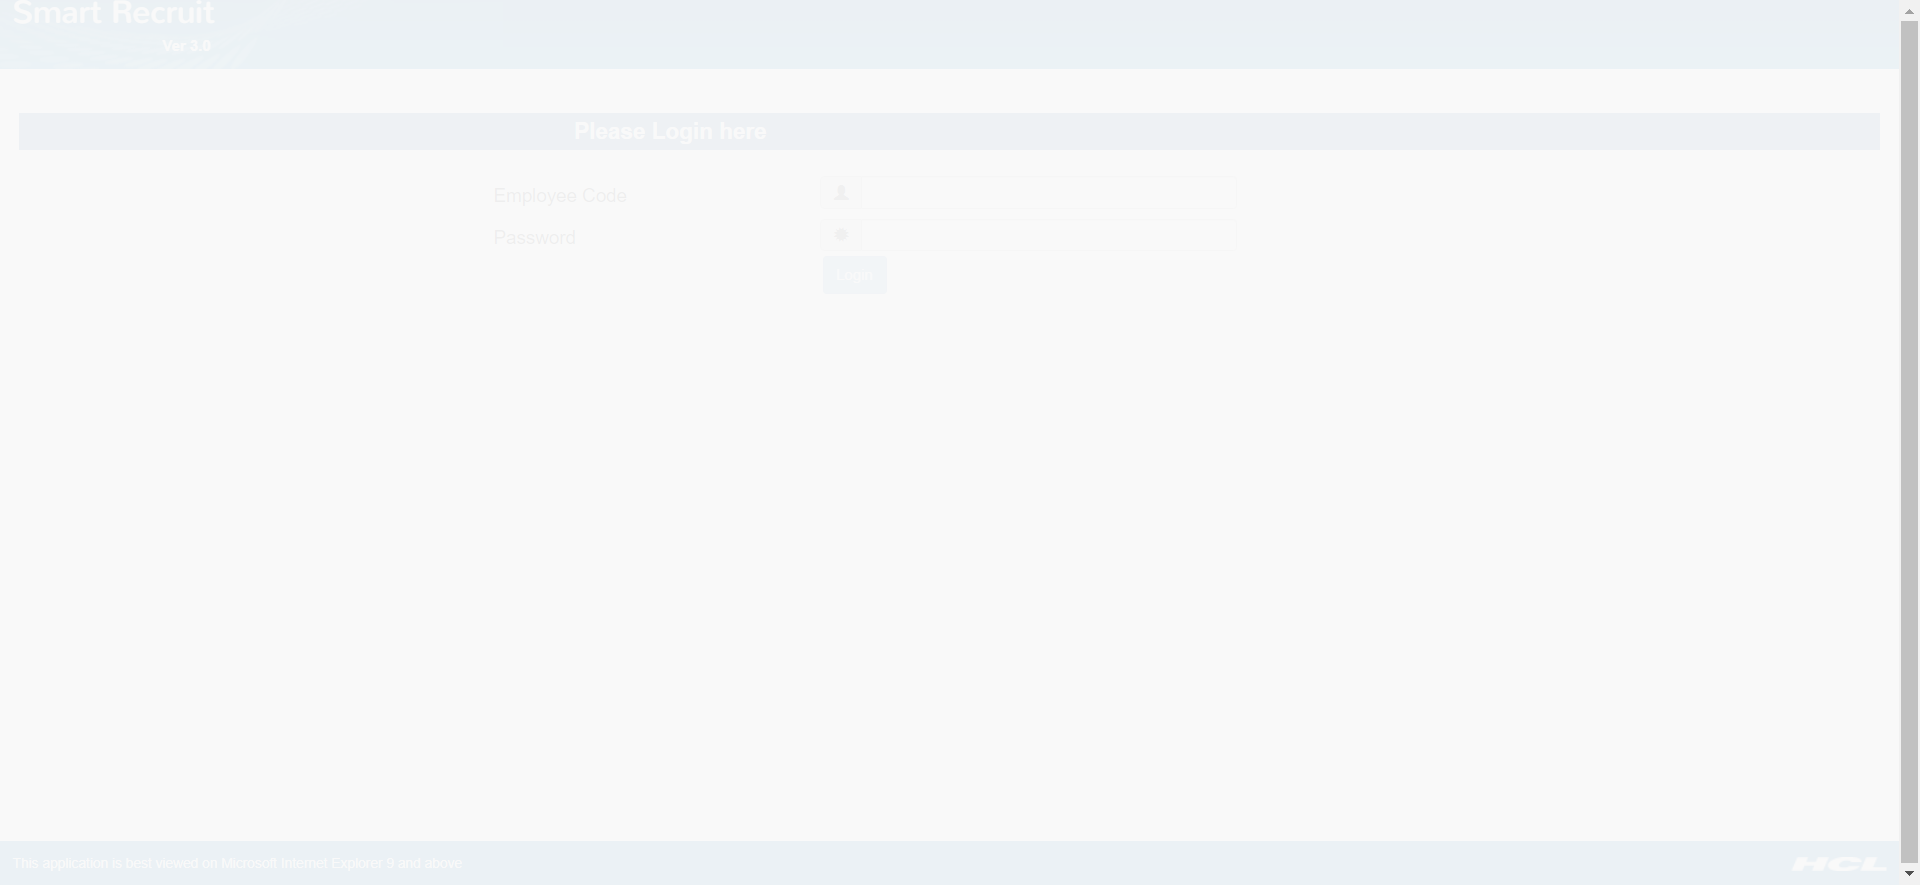 Smart Recruit
Ver 3.0
Please Login here
Employee Code
Password
Login
This application is best viewed on Microsoft Internet Explorer 9 and above
HCL